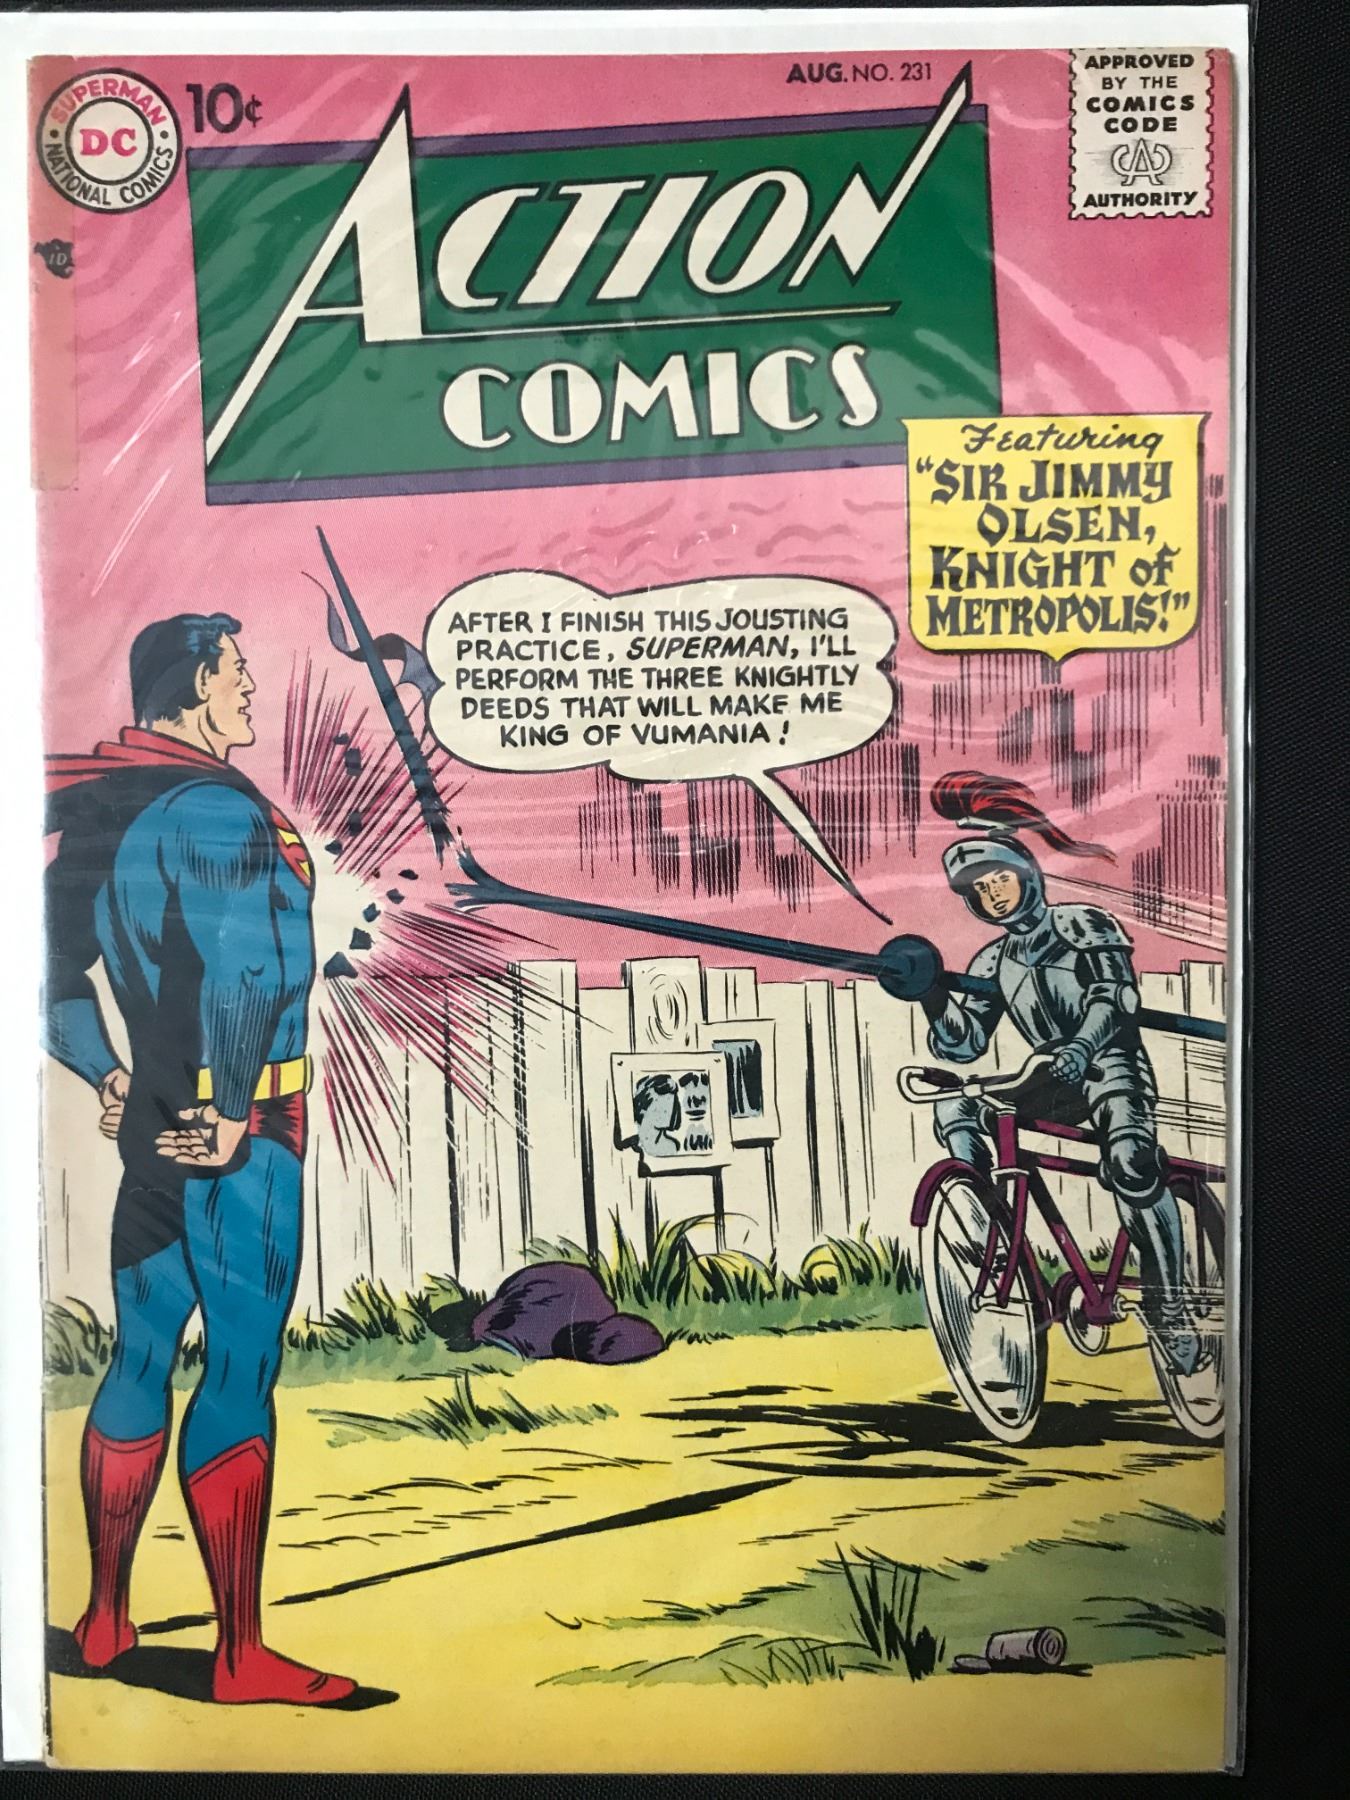 SUPERMAN
DC
NATIONAL COMICS
10¢
AUG. NO. 231
APPROVED
BY THE
COMICS
CODE
CA
AUTHORITY
ID
ACTION
COMICS
Featuring
"SIR JIMMY
OLSEN,
KNIGHT of
METROPOLIS!"
AFTER I FINISH THIS JOUSTING
PRACTICE, SUPERMAN, I'LL
PERFORM THE THREE KNIGHTLY
DEEDS THAT WILL MAKE ME
KING OF VUMANIA!